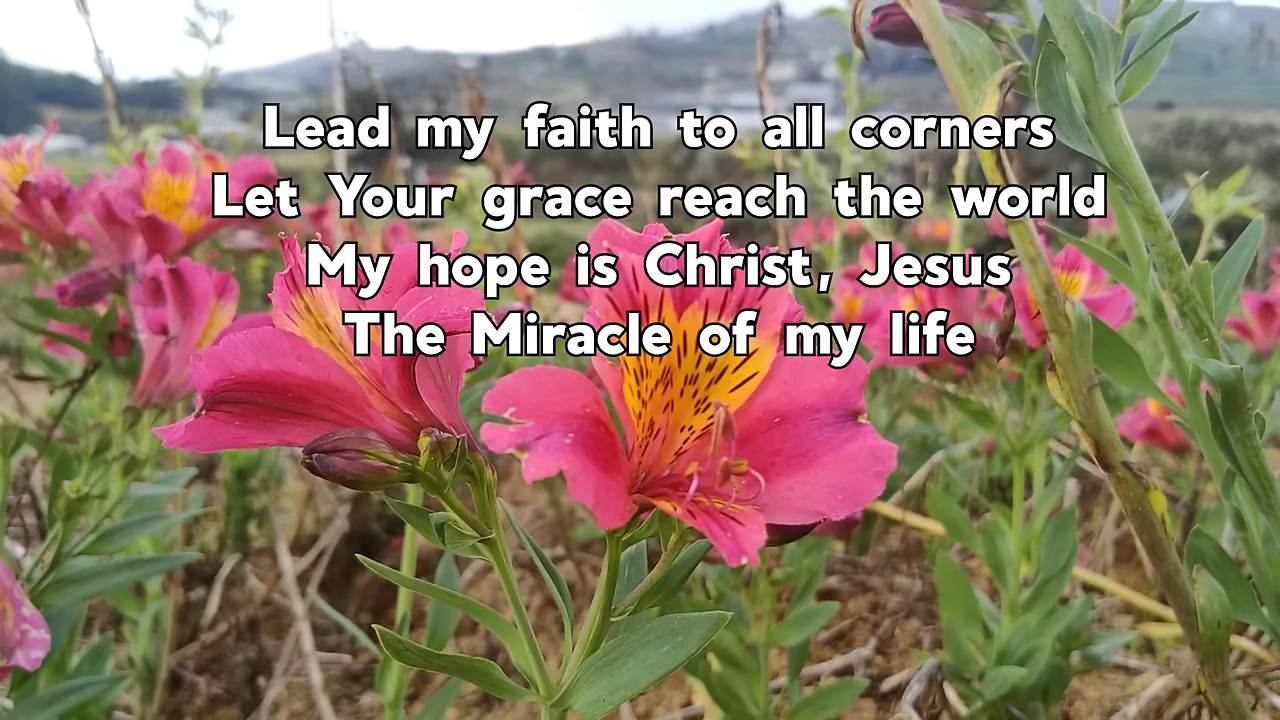 Lead my faith to all corners
Let Your grace reach the world
My hope is Christ, Jesus
The Miracle of my life